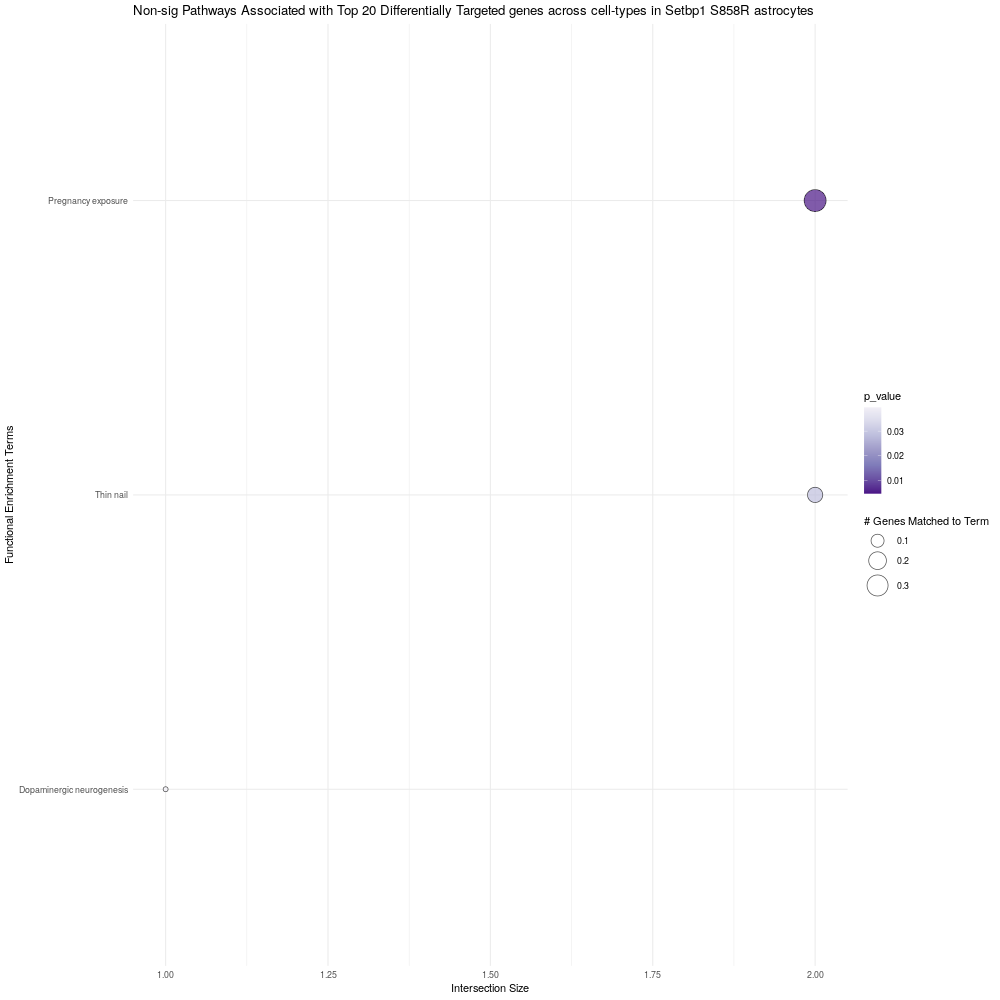 Non-sig Pathways Associated with Top 20 Differentially Targeted genes across cell-types in Setbp1 S858R astrocytes
Functional Enrichment Terms
Pregnancy exposure
Thin nail
Dopaminergic neurogenesis
1.00 1.25 1.50 1.75 2.00
Intersection Size
p_value
0.03
0.02
0.01
# Genes Matched to Term
0.1
0.2
0.3